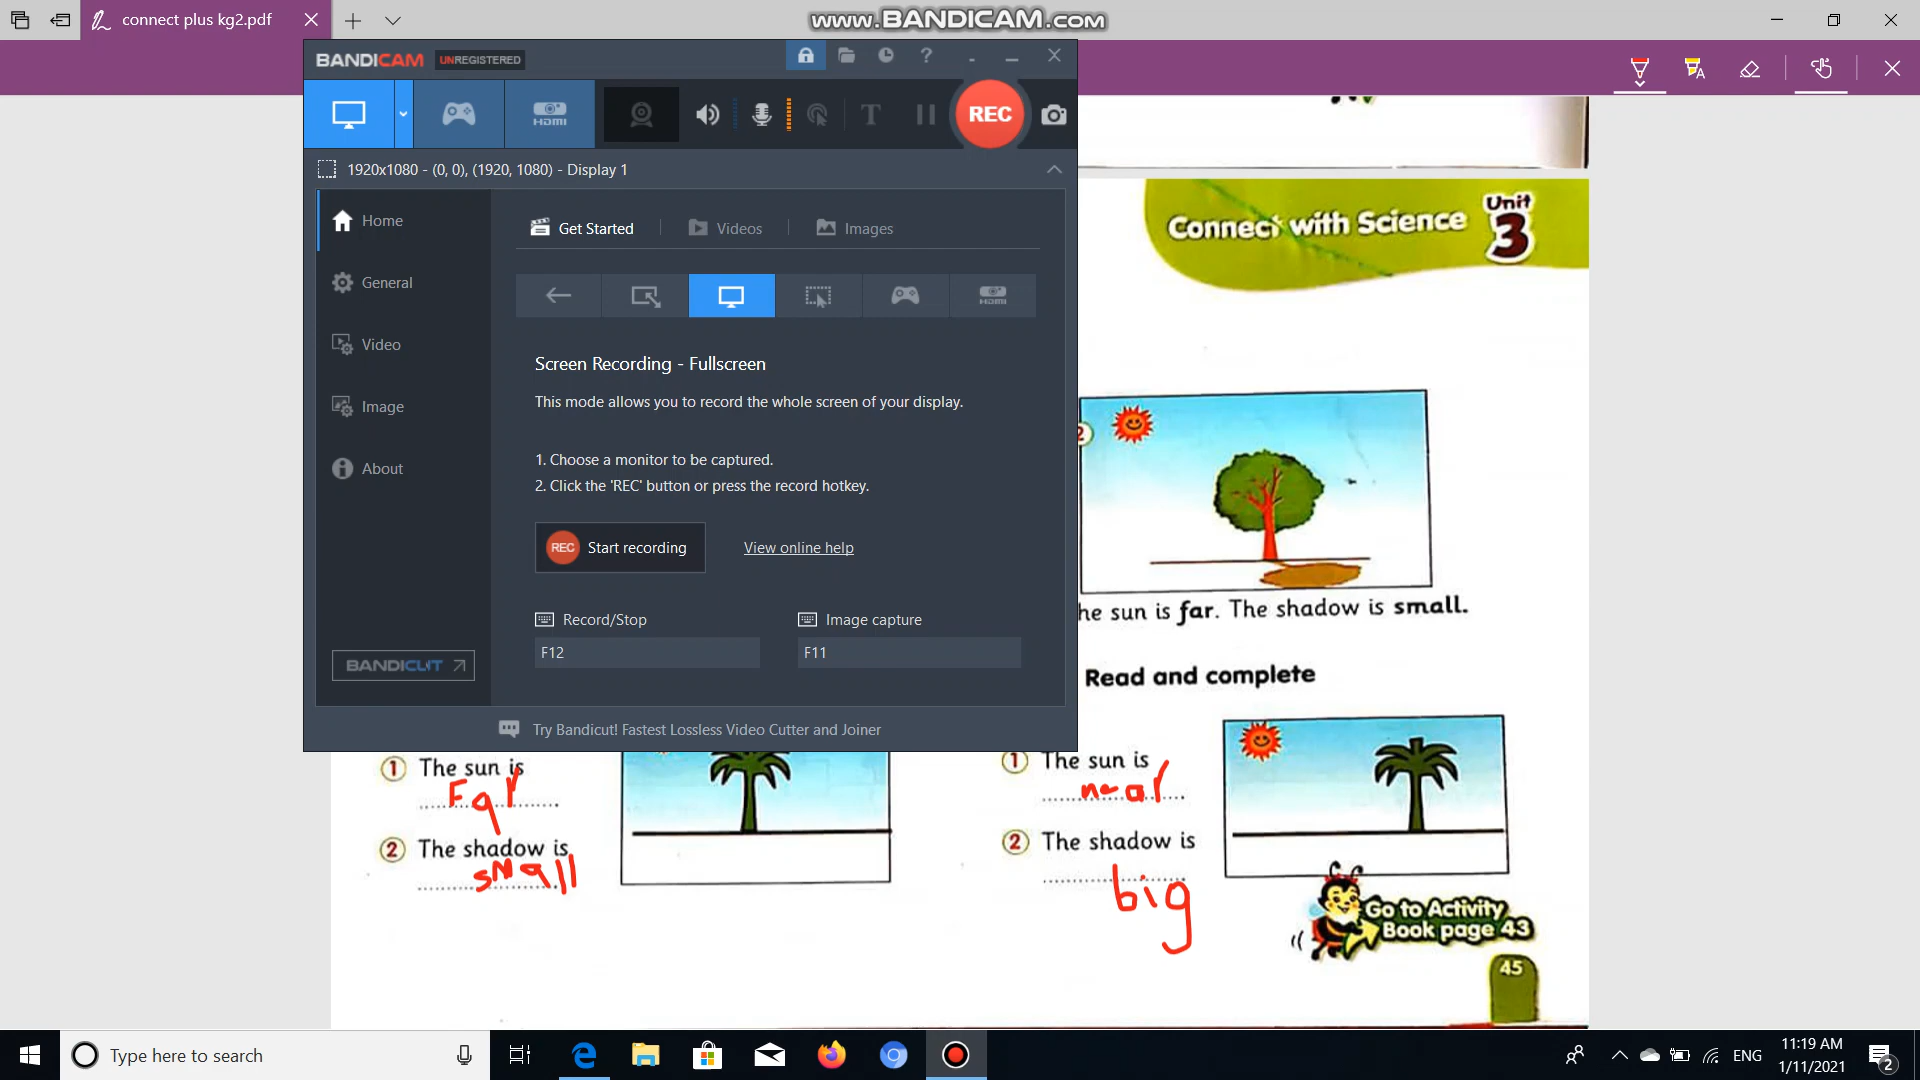 connect plus kg2.pdf
www.BANDICAM.com
BANDICAM UNREGISTERED
HDMI
T
REC
1920x1080 - (0, 0), (1920, 1080) - Display 1
Home
General
Video
Image
About
BANDICUT
Get Started
Videos
Images
HDMI
Screen Recording - Fullscreen
This mode allows you to record the whole screen of your display.
1. Choose a monitor to be captured.
2. Click the 'REC' button or press the record hotkey.
REC Start recording
View online help
Record/Stop
Image capture
F12
F11
Try Bandicut! Fastest Lossless Video Cutter and Joiner
Connect with Science
Unit
3
2
he sun is far. The shadow is small.
Read and complete
1 The sun is
Far
2 The shadow is
small
1 The sun is
near
2 The shadow is
big
Go to Activity
Book page 43
45
Type here to search
ENG
11:19 AM
1/11/2021
2